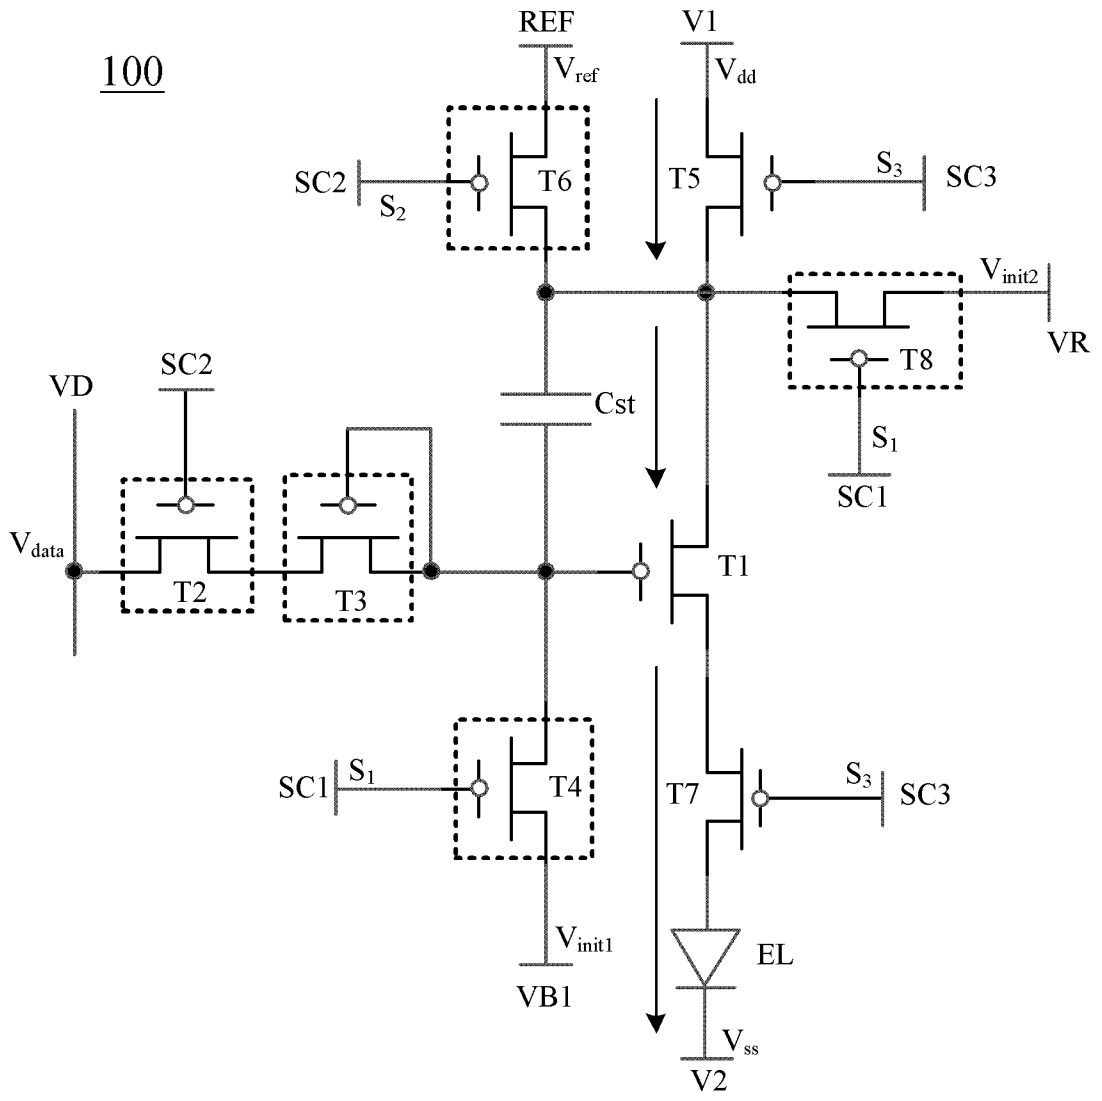 REF
V1
100
Vref
Vdd
SC2
S2
T6
T5
S3
SC3
Vinit2
VR
T8
S1
SC1
VD
SC2
Cst
Vdata
T2
T3
T1
SC1
S1
T4
T7
S3
SC3
Vinit1
VB1
EL
Vss
V2